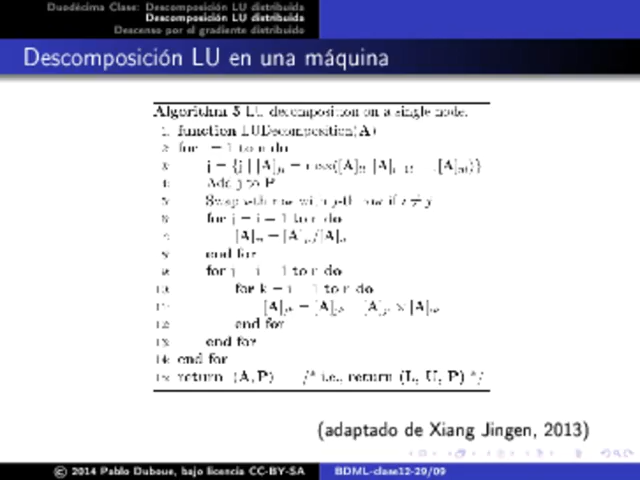 Duodécima Clase: Descomposición LU distribuida
Descomposición LU distribuida
Descenso por el gradiente distribuido
Descomposición LU en una máquina
Algorithm 5 LU decomposition on a single node.
1: function LUDecomposition(A)
2: for i = 1 to n do
3: j = {j | [A]
4: Add j to P
5: Swap i-th row with j-th row if i ≠ j
6: for j = i + 1 to n do
7:
8: end for
9: for j = i + 1 to n do
10: for k = i + 1 to n do
11:
12: end for
13: end for
14: end for
15: return (A, P) /* i.e., return (L, U, P) */
(adaptado de Xiang Jingen, 2013)
© 2014 Pablo Duboue, bajo licencia CC-BY-SA
BDML-clase12-29/09